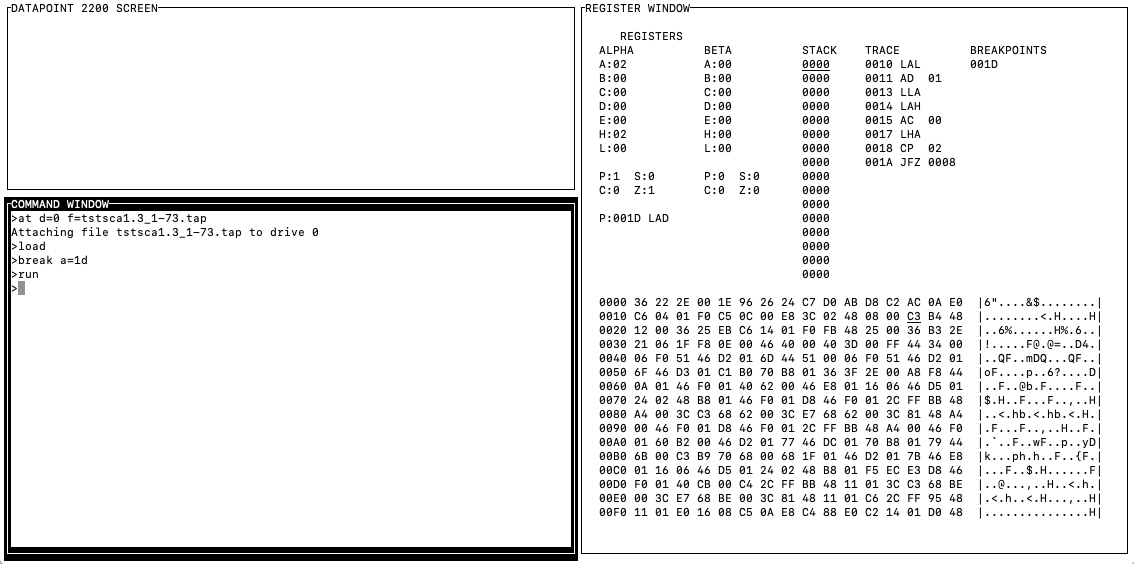 DATAPOINT 2200 SCREEN
COMMAND WINDOW
>at d=0 f=tstsca1.3_1-73.tap
Attaching file tstsca1.3_1-73.tap to drive 0
>load
>break a=1d
>run
>
REGISTER WINDOW
REGISTERS
ALPHA BETA STACK TRACE BREAKPOINTS
A:02 A:00 0000 0010 LAL 001D
B:00 B:00 0000 0011 AD 01
C:00 C:00 0000 0013 LLA
D:00 D:00 0000 0014 LAH
E:00 E:00 0000 0015 AC 00
H:02 H:00 0000 0017 LHA
L:00 L:00 0000 0018 CP 02
0000 001A JFZ 0008
P:1 S:0 P:0 S:0 0000
C:0 Z:1 C:0 Z:0 0000
0000
P:001D LAD 0000
0000
0000
0000
0000
0000 36 22 2E 00 1E 96 26 24 C7 D0 AB D8 C2 AC 0A E0 |6"....&$........|
0010 C6 04 01 F0 C5 0C 00 E8 3C 02 48 08 00 C3 B4 48 |........<.H....H|
0020 12 00 36 25 EB C6 14 01 F0 FB 48 25 00 36 B3 2E |..6%......H%.6..|
0030 21 06 1F F8 0E 00 46 40 00 40 3D 00 FF 44 34 00 |!.....F@.@=..D4.|
0040 06 F0 51 46 D2 01 6D 44 51 00 06 F0 51 46 D2 01 |..QF..mDQ...QF..|
0050 6F 46 D3 01 C1 B0 70 B8 01 36 3F 2E 00 A8 F8 44 |oF....p..6?....D|
0060 0A 01 46 F0 01 40 62 00 46 E8 01 16 06 46 D5 01 |..F..@b.F....F..|
0070 24 02 48 B8 01 46 F0 01 D8 46 F0 01 2C FF BB 48 |$.H..F...F..,..H|
0080 A4 00 3C C3 68 62 00 3C E7 68 62 00 3C 81 48 A4 |..<.hb.<.hb.<.H.|
0090 00 46 F0 01 D8 46 F0 01 2C FF BB 48 A4 00 46 F0 |.F...F..,..H..F.|
00A0 01 60 B2 00 46 D2 01 77 46 DC 01 70 B8 01 79 44 |.`..F..wF..p..yD|
00B0 6B 00 C3 B9 70 68 00 68 1F 01 46 D2 01 7B 46 E8 |k...ph.h..F..{F.|
00C0 01 16 06 46 D5 01 24 02 48 B8 01 F5 EC E3 D8 46 |...F..$.H......F|
00D0 F0 01 40 CB 00 C4 2C FF BB 48 11 01 3C C3 68 BE |..@...,..H..<.h.|
00E0 00 3C E7 68 BE 00 3C 81 48 11 01 C6 2C FF 95 48 |.<.h..<.H...,..H|
00F0 11 01 E0 16 08 C5 0A E8 C4 88 E0 C2 14 01 D0 48 |...............H|